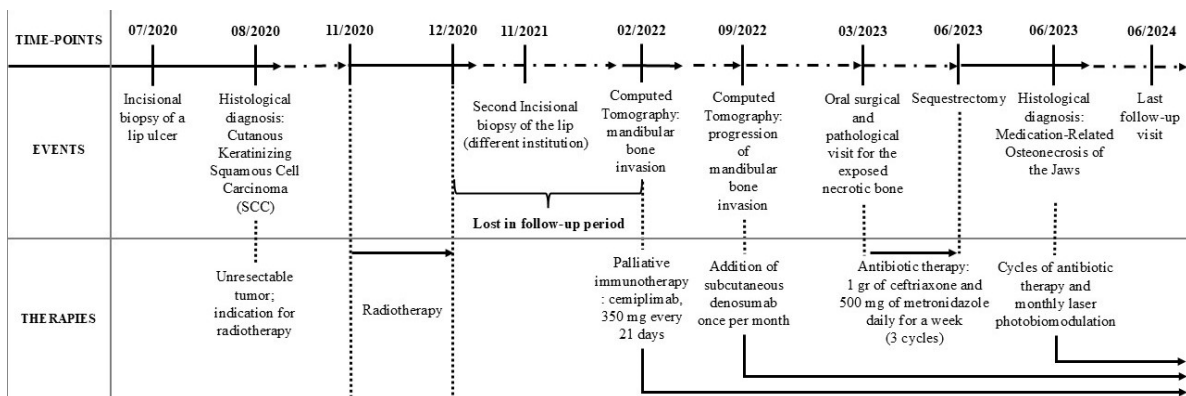 TIME-POINTS
07/2020
08/2020
11/2020
12/2020
11/2021
02/2022
09/2022
03/2023
06/2023
06/2023
06/2024
EVENTS
Incisional
biopsy of a
lip ulcer
Histological
diagnosis:
Cutanous
Keratinizing
Squamous Cell
Carcinoma
(SCC)
Second Incisional
biopsy of the lip
(different institution)
Lost in follow-up period
Computed
Tomography:
mandibular
bone
invasion
Computed
Tomography:
progression
of
mandibular
bone
invasion
Oral surgical
and
pathological
visit for the
exposed
necrotic bone
Sequestrectomy
Histological
diagnosis:
Medication-Related
Osteonecrosis of
the Jaws
Last
follow-up
visit
THERAPIES
Unresectable
tumor;
indication for
radiotherapy
Radiotherapy
Palliative
immunotherapy
: cemiplimab,
350 mg every
21 days
Addition of
subcutaneous
denosumab
once per month
Antibiotic therapy:
1 gr of ceftriaxone and
500 mg of metronidazole
daily for a week
(3 cycles)
Cycles of antibiotic
therapy and
monthly laser
photobiomodulation